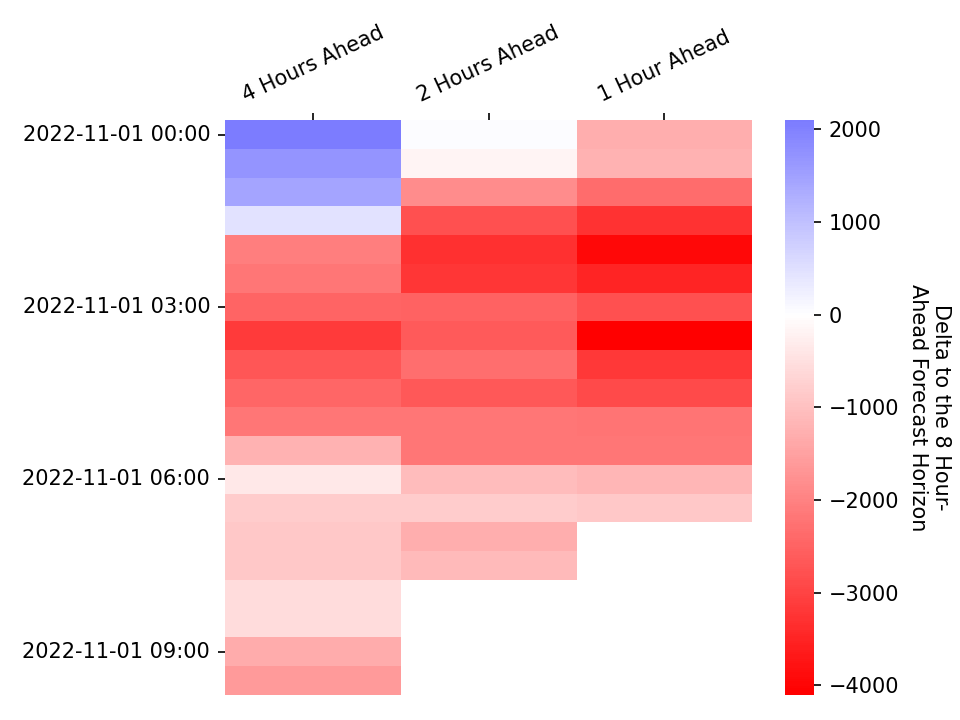 4 Hours Ahead
2 Hours Ahead
1 Hour Ahead
2022-11-01 00:00
2022-11-01 03:00
2022-11-01 06:00
2022-11-01 09:00
2000
1000
0
−1000
−2000
−3000
−4000
Delta to the 8 Hour-
Ahead Forecast Horizon